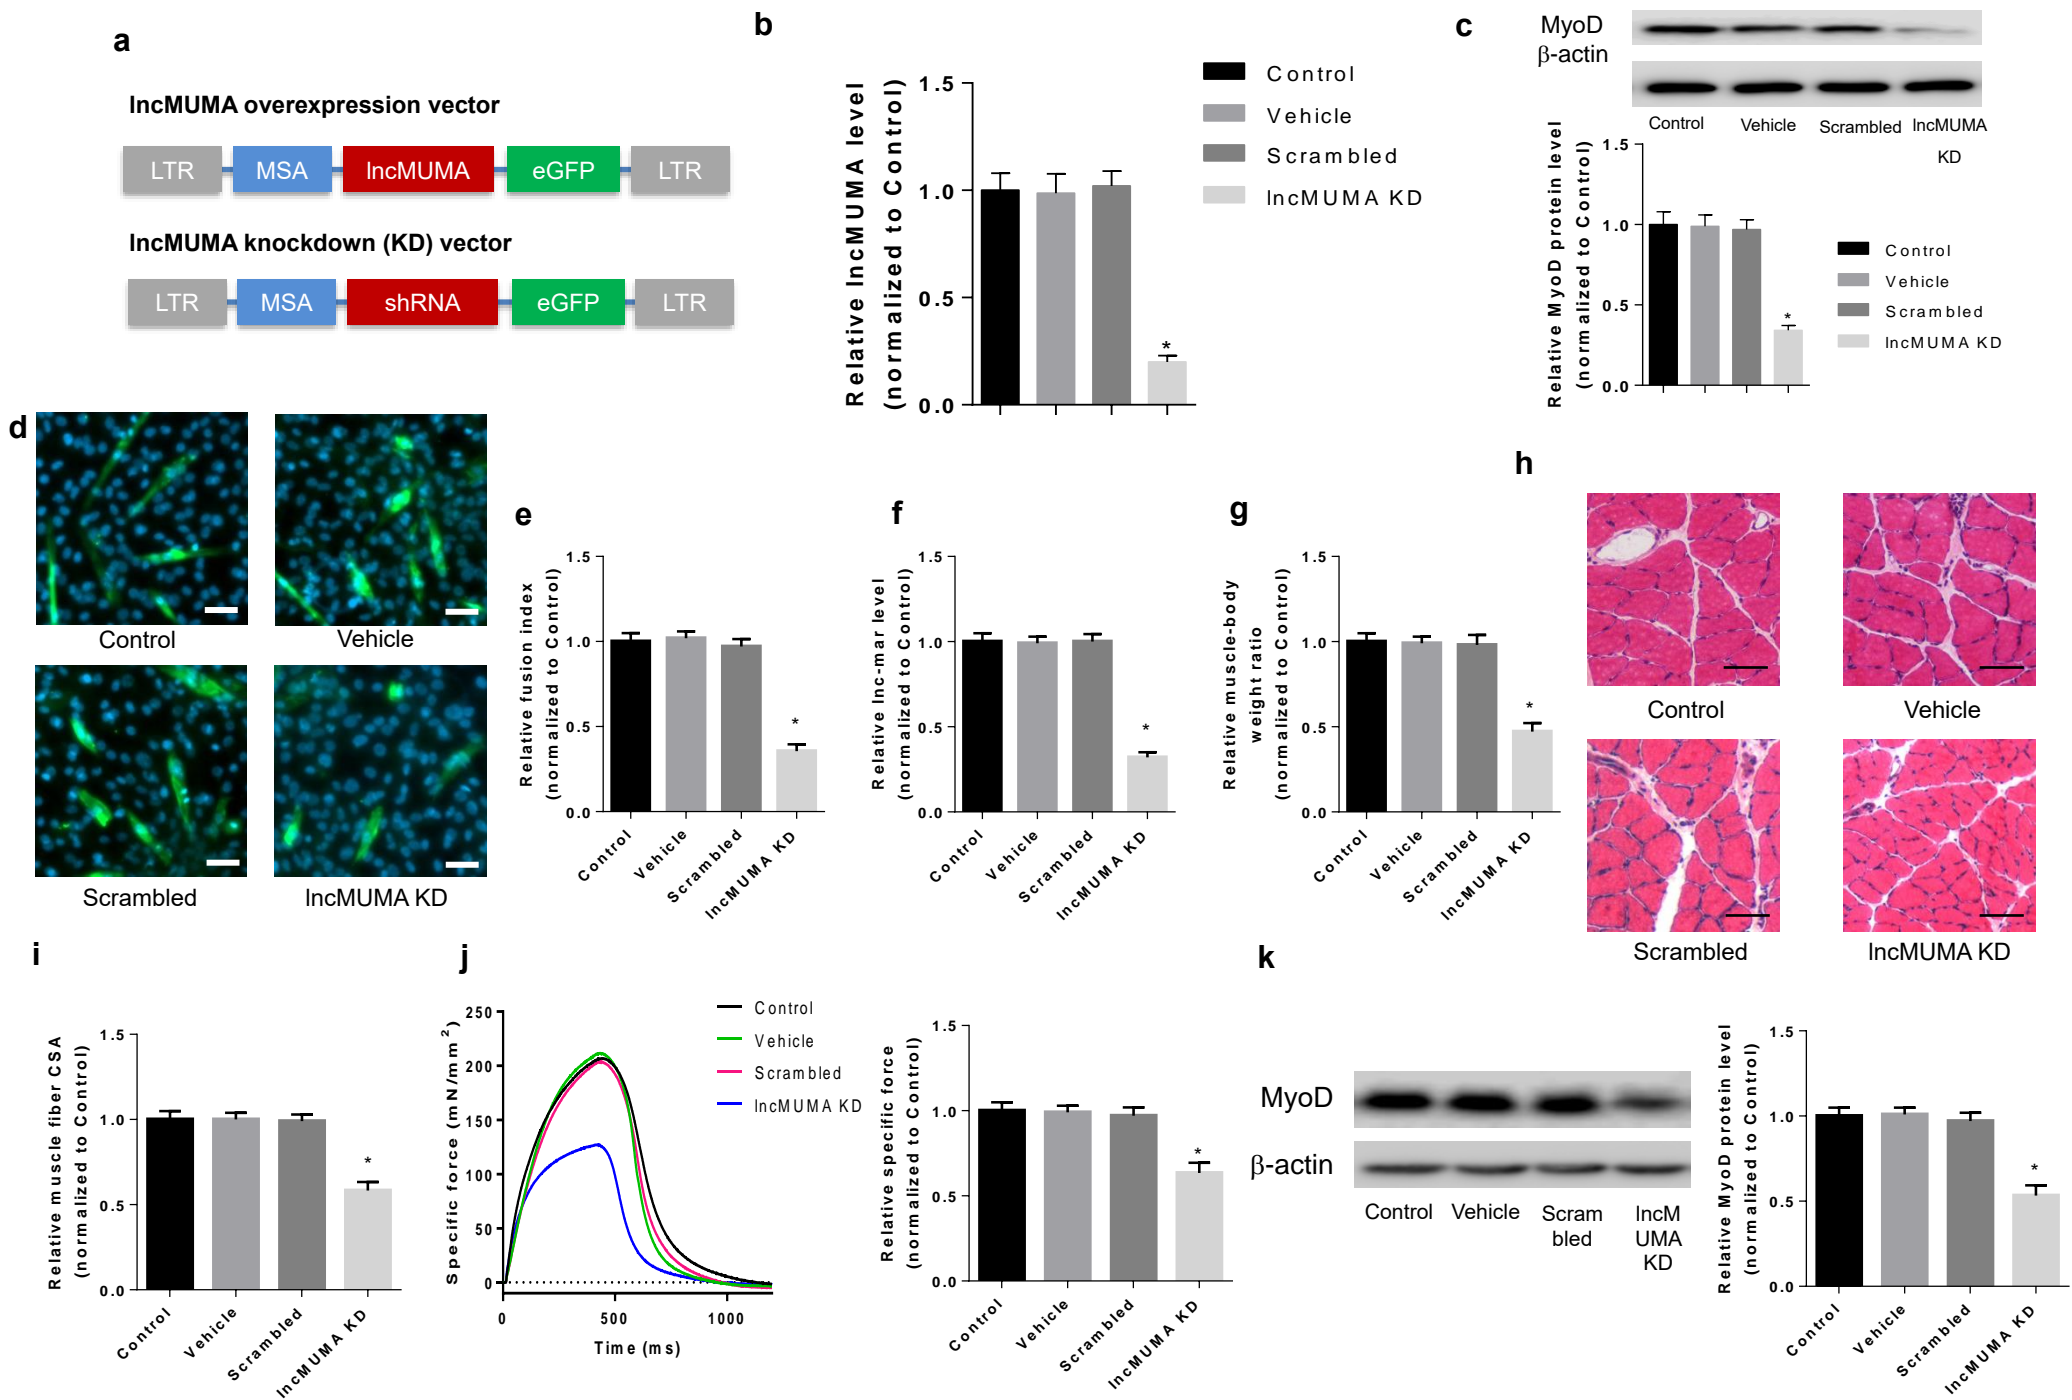 a
lncMUMA overexpression vector
LTR MSA lncMUMA eGFP LTR
lncMUMA knockdown (KD) vector
LTR MSA shRNA eGFP LTR
b
Relative lncMUMA level
(normalized to Control)
1.5
1.0
0.5
0.0
*
Control
Vehicle
Scrambled
lncMUMA KD
c
MyoD
β-actin
Control Vehicle Scrambled lncMUMA
KD
Relative MyoD protein level
(normalized to Control)
1.5
1.0
0.5
0.0
*
Control
Vehicle
Scrambled
lncMUMA KD
d
Control Vehicle
Scrambled lncMUMA KD
e
Relative fusion index
(normalized to Control)
1.5
1.0
0.5
0.0
*
Control Vehicle Scrambled lncMUMA KD
f
Relative lnc-mar level
(normalized to Control)
1.5
1.0
0.5
0.0
*
Control Vehicle Scrambled lncMUMA KD
g
Relative muscle-body
weight ratio
(normalized to Control)
1.5
1.0
0.5
0.0
*
Control Vehicle Scrambled lncMUMA KD
h
Control Vehicle
Scrambled lncMUMA KD
i
Relative muscle fiber CSA
(normalized to Control)
1.5
1.0
0.5
0.0
*
Control Vehicle Scrambled lncMUMA KD
j
Specific force (mN/mm²)
250
200
150
100
50
0
0 500 1000
Time (ms)
Control
Vehicle
Scrambled
lncMUMA KD
Relative specific force
(normalized to Control)
1.5
1.0
0.5
0.0
*
Control Vehicle Scrambled lncMUMA KD
k
MyoD
β-actin
Control Vehicle Scram lncM
bled UMA
KD
Relative MyoD protein level
(normalized to Control)
1.5
1.0
0.5
0.0
*
Control Vehicle Scrambled lncMUMA KD